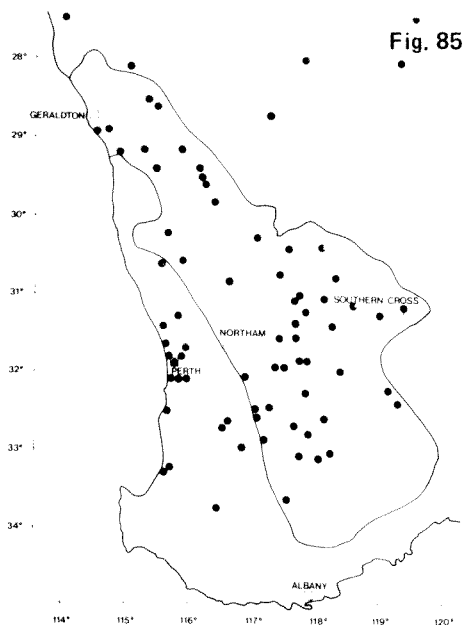 Fig. 85
28°
GERALDTON
29°
30°
31°
SOUTHERN CROSS
NORTHAM
32°
PERTH
33°
34°
ALBANY
114° 115° 116° 117° 118° 119° 120°